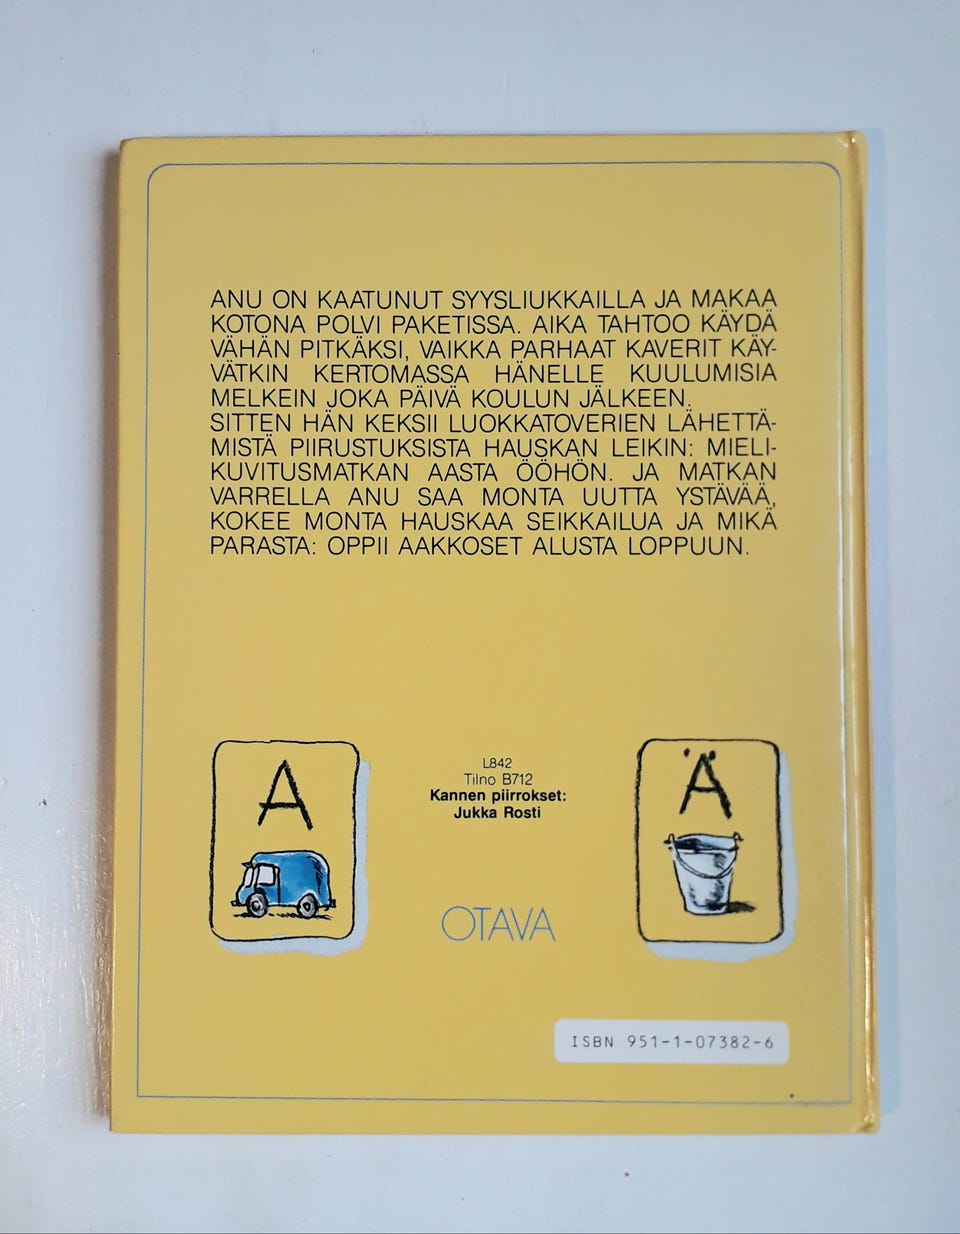 ANU ON KAATUNUT SYYSLIUKKAILLA JA MAKAA
KOTONA POLVI PAKETISSA. AIKA TAHTOO KÄYDÄ
VÄHÄN PITKÄKSI, VAIKKA PARHAAT KAVERIT KÄY-
VÄTKIN KERTOMASSA HÄNELLE KUULUMISIA
MELKEIN JOKA PÄIVÄ KOULUN JÄLKEEN.
SITTEN HÄN KEKSII LUOKKATOVERIEN LÄHETTÄ-
MISTÄ PIIRUSTUKSISTA HAUSKAN LEIKIN: MIELI-
KUVITUSMATKAN AASTA ÖÖHÖN. JA MATKAN
VARRELLA ANU SAA MONTA UUTTA YSTÄVÄÄ,
KOKEE MONTA HAUSKAA SEIKKAILUA JA MIKÄ
PARASTA: OPPII AAKKOSET ALUSTA LOPPUUN.
A
L842
Tilno B712
Kannen piirrokset:
Jukka Rosti
Ä
OTAVA
ISBN 951-1-07382-6